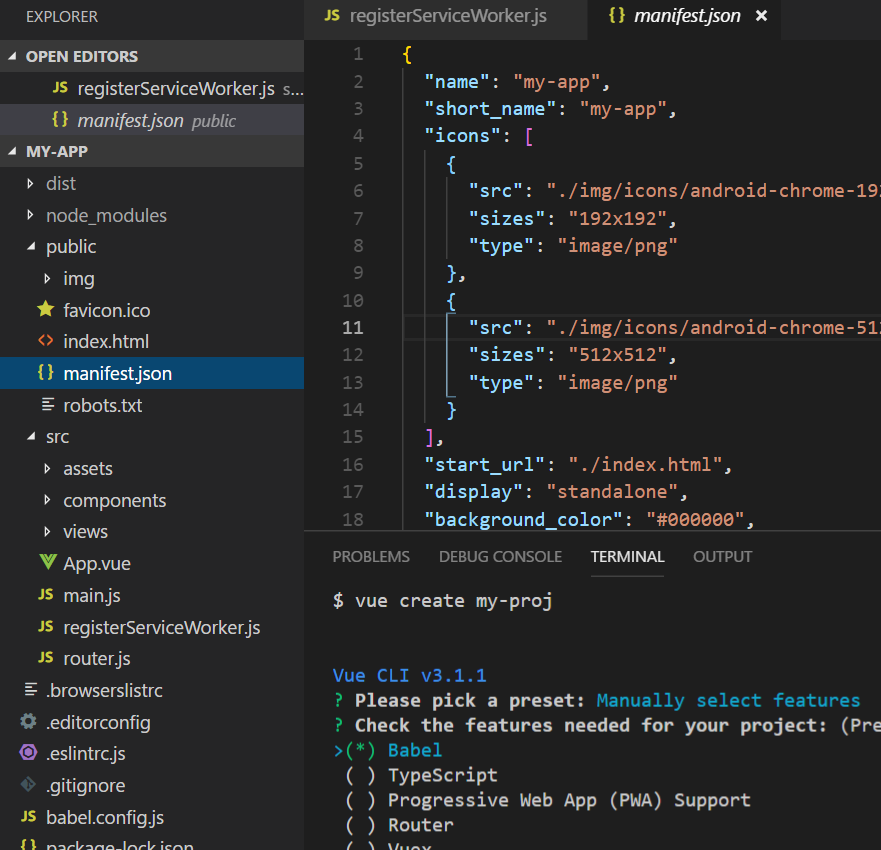 EXPLORER
OPEN EDITORS
JS registerServiceWorker.js s...
{} manifest.json public
MY-APP
dist
node_modules
public
img
favicon.ico
<> index.html
{} manifest.json
robots.txt
src
assets
components
views
App.vue
JS main.js
JS registerServiceWorker.js
JS router.js
.browserslistrc
.editorconfig
.eslintrc.js
.gitignore
JS babel.config.js
{} package-lock.json
JS registerServiceWorker.js
{} manifest.json ×
1 {
2 "name": "my-app",
3 "short_name": "my-app",
4 "icons": [
5 {
6 "src": "./img/icons/android-chrome-192
7 "sizes": "192x192",
8 "type": "image/png"
9 },
10 {
11 "src": "./img/icons/android-chrome-512
12 "sizes": "512x512",
13 "type": "image/png"
14 }
15 ],
16 "start_url": "./index.html",
17 "display": "standalone",
18 "background_color": "#000000",
PROBLEMS DEBUG CONSOLE TERMINAL OUTPUT
$ vue create my-proj
Vue CLI v3.1.1
? Please pick a preset: Manually select features
? Check the features needed for your project: (Pre
>(*) Babel
( ) TypeScript
( ) Progressive Web App (PWA) Support
( ) Router
( ) Vuex